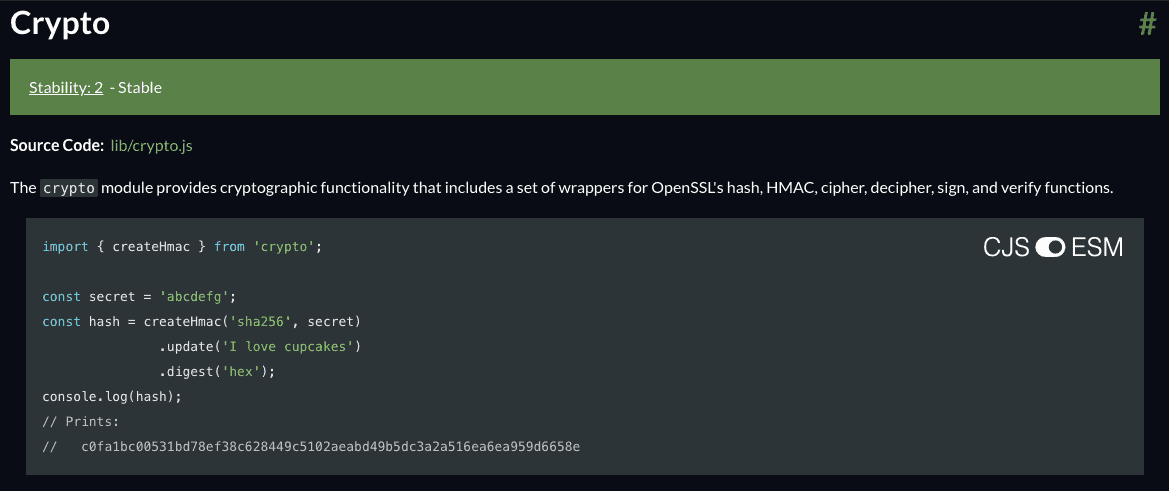 Crypto #
Stability: 2 - Stable
Source Code: lib/crypto.js
The crypto module provides cryptographic functionality that includes a set of wrappers for OpenSSL's hash, HMAC, cipher, decipher, sign, and verify functions.
import { createHmac } from 'crypto';
CJS ESM
const secret = 'abcdefg';
const hash = createHmac('sha256', secret)
               .update('I love cupcakes')
               .digest('hex');
console.log(hash);
// Prints:
//   c0fa1bc00531bd78ef38c628449c5102aeabd49b5dc3a2a516ea6ea959d6658e